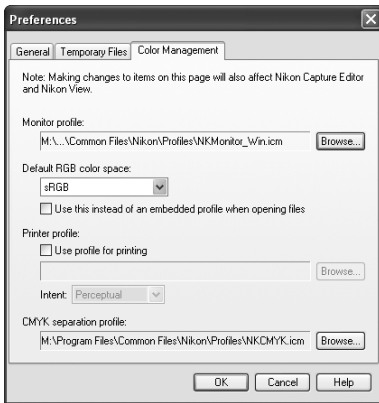 Preferences
General Temporary Files Color Management
Note: Making changes to items on this page will also affect Nikon Capture Editor
and Nikon View.
Monitor profile:
M:\...\Common Files\Nikon\Profiles\NKMonitor_Win.icm Browse...
Default RGB color space:
sRGB
Use this instead of an embedded profile when opening files
Printer profile:
Use profile for printing
Browse...
Intent: Perceptual
CMYK separation profile:
M:\Program Files\Common Files\Nikon\Profiles\NKCMYK.icm Browse...
OK Cancel Help